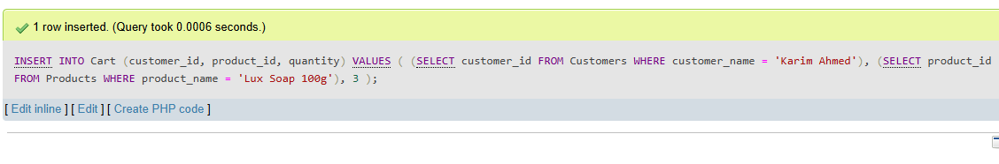 1 row inserted. (Query took 0.0006 seconds.)
INSERT INTO Cart (customer_id, product_id, quantity) VALUES ( (SELECT customer_id FROM Customers WHERE customer_name = 'Karim Ahmed'), (SELECT product_id
FROM Products WHERE product_name = 'Lux Soap 100g'), 3 );
[ Edit inline ] [ Edit ] [ Create PHP code ]